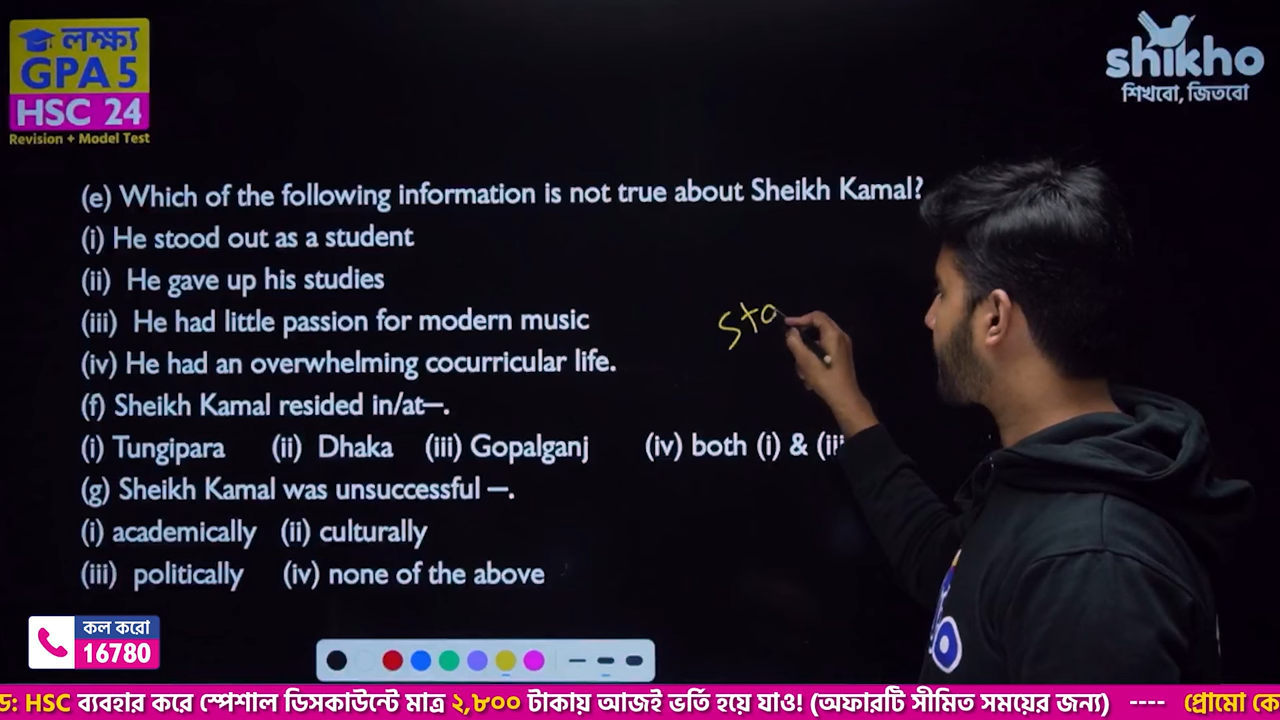 লক্ষ্য
GPA 5
HSC 24
Revision + Model Test
shikho
শিখবো, জিতবো
(e) Which of the following information is not true about Sheikh Kamal?
(i) He stood out as a student
(ii) He gave up his studies
(iii) He had little passion for modern music
(iv) He had an overwhelming cocurricular life.
(f) Sheikh Kamal resided in/at—.
(i) Tungipara (ii) Dhaka (iii) Gopalganj (iv) both (i) & (ii
(g) Sheikh Kamal was unsuccessful —.
(i) academically (ii) culturally
(iii) politically (iv) none of the above
sto
কল করো
16780
ড: HSC ব্যবহার করে স্পেশাল ডিসকাউন্টে মাত্র ২,৮০০ টাকায় আজই ভর্তি হয়ে যাও! (অফারটি সীমিত সময়ের জন্য) ---- প্রোমো কো